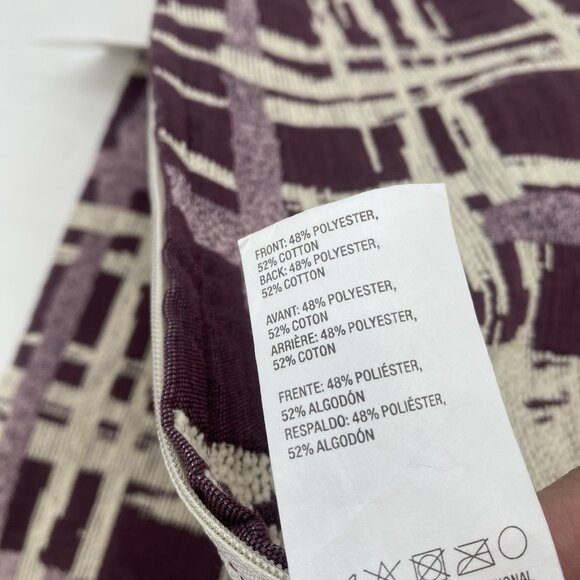 FRONT: 48% POLYESTER,
52% COTTON
BACK: 48% POLYESTER,
52% COTTON
AVANT: 48% POLYESTER,
52% COTON
ARRIÈRE: 48% POLYESTER,
52% COTON
FRENTE: 48% POLIÉSTER,
52% ALGODÓN
RESPALDO: 48% POLIÉSTER,
52% ALGODÓN